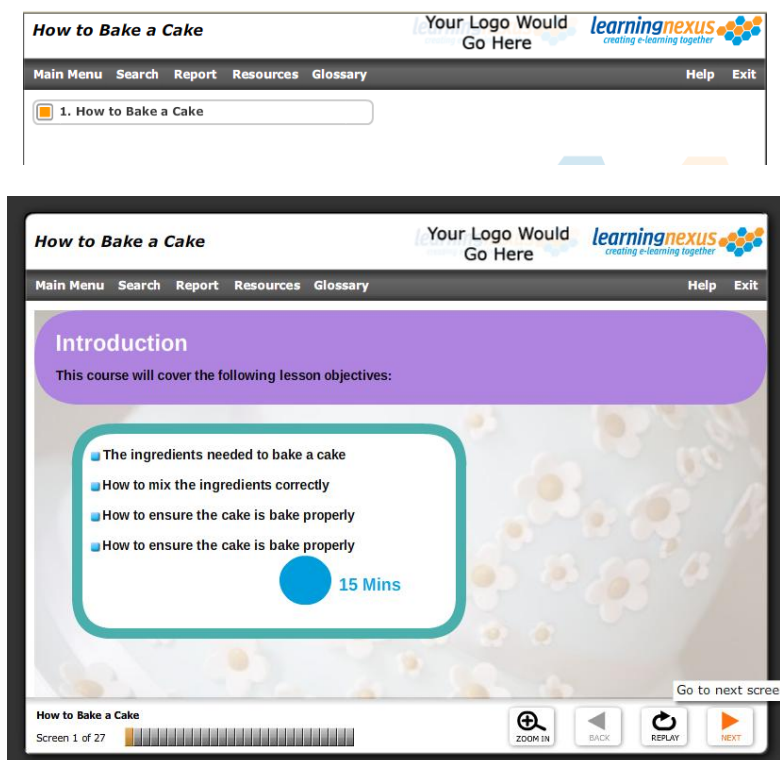 How to Bake a Cake
Your Logo Would
Go Here
learningnexus
creating e-learning together
Main Menu Search Report Resources Glossary Help Exit
1. How to Bake a Cake
How to Bake a Cake
Your Logo Would
Go Here
learningnexus
creating e-learning together
Main Menu Search Report Resources Glossary Help Exit
Introduction
This course will cover the following lesson objectives:
The ingredients needed to bake a cake
How to mix the ingredients correctly
How to ensure the cake is bake properly
How to ensure the cake is bake properly
15 Mins
Go to next scree
How to Bake a Cake
Screen 1 of 27
ZOOM IN BACK REPLAY NEXT